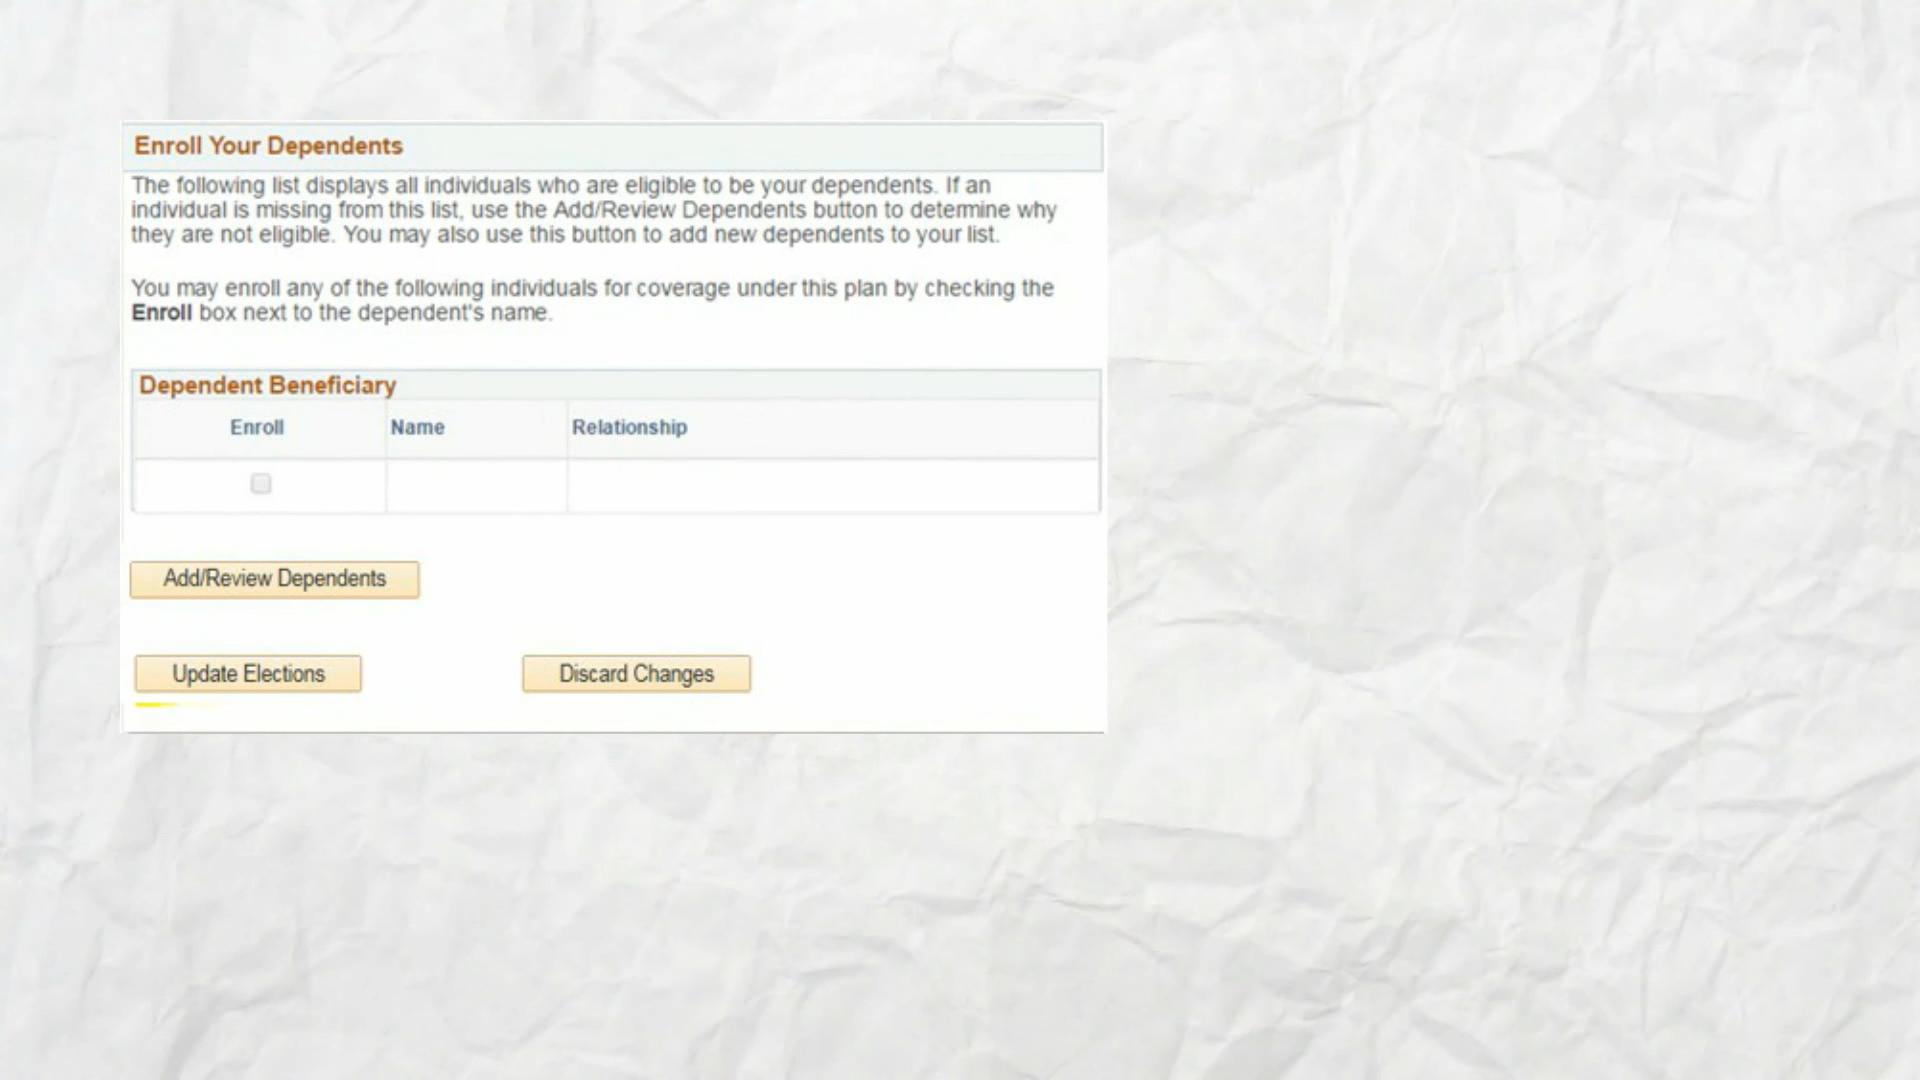 Enroll Your Dependents
The following list displays all individuals who are eligible to be your dependents. If an
individual is missing from this list, use the Add/Review Dependents button to determine why
they are not eligible. You may also use this button to add new dependents to your list.
You may enroll any of the following individuals for coverage under this plan by checking the
Enroll box next to the dependent's name.
Dependent Beneficiary
Enroll Name Relationship
Add/Review Dependents
Update Elections Discard Changes